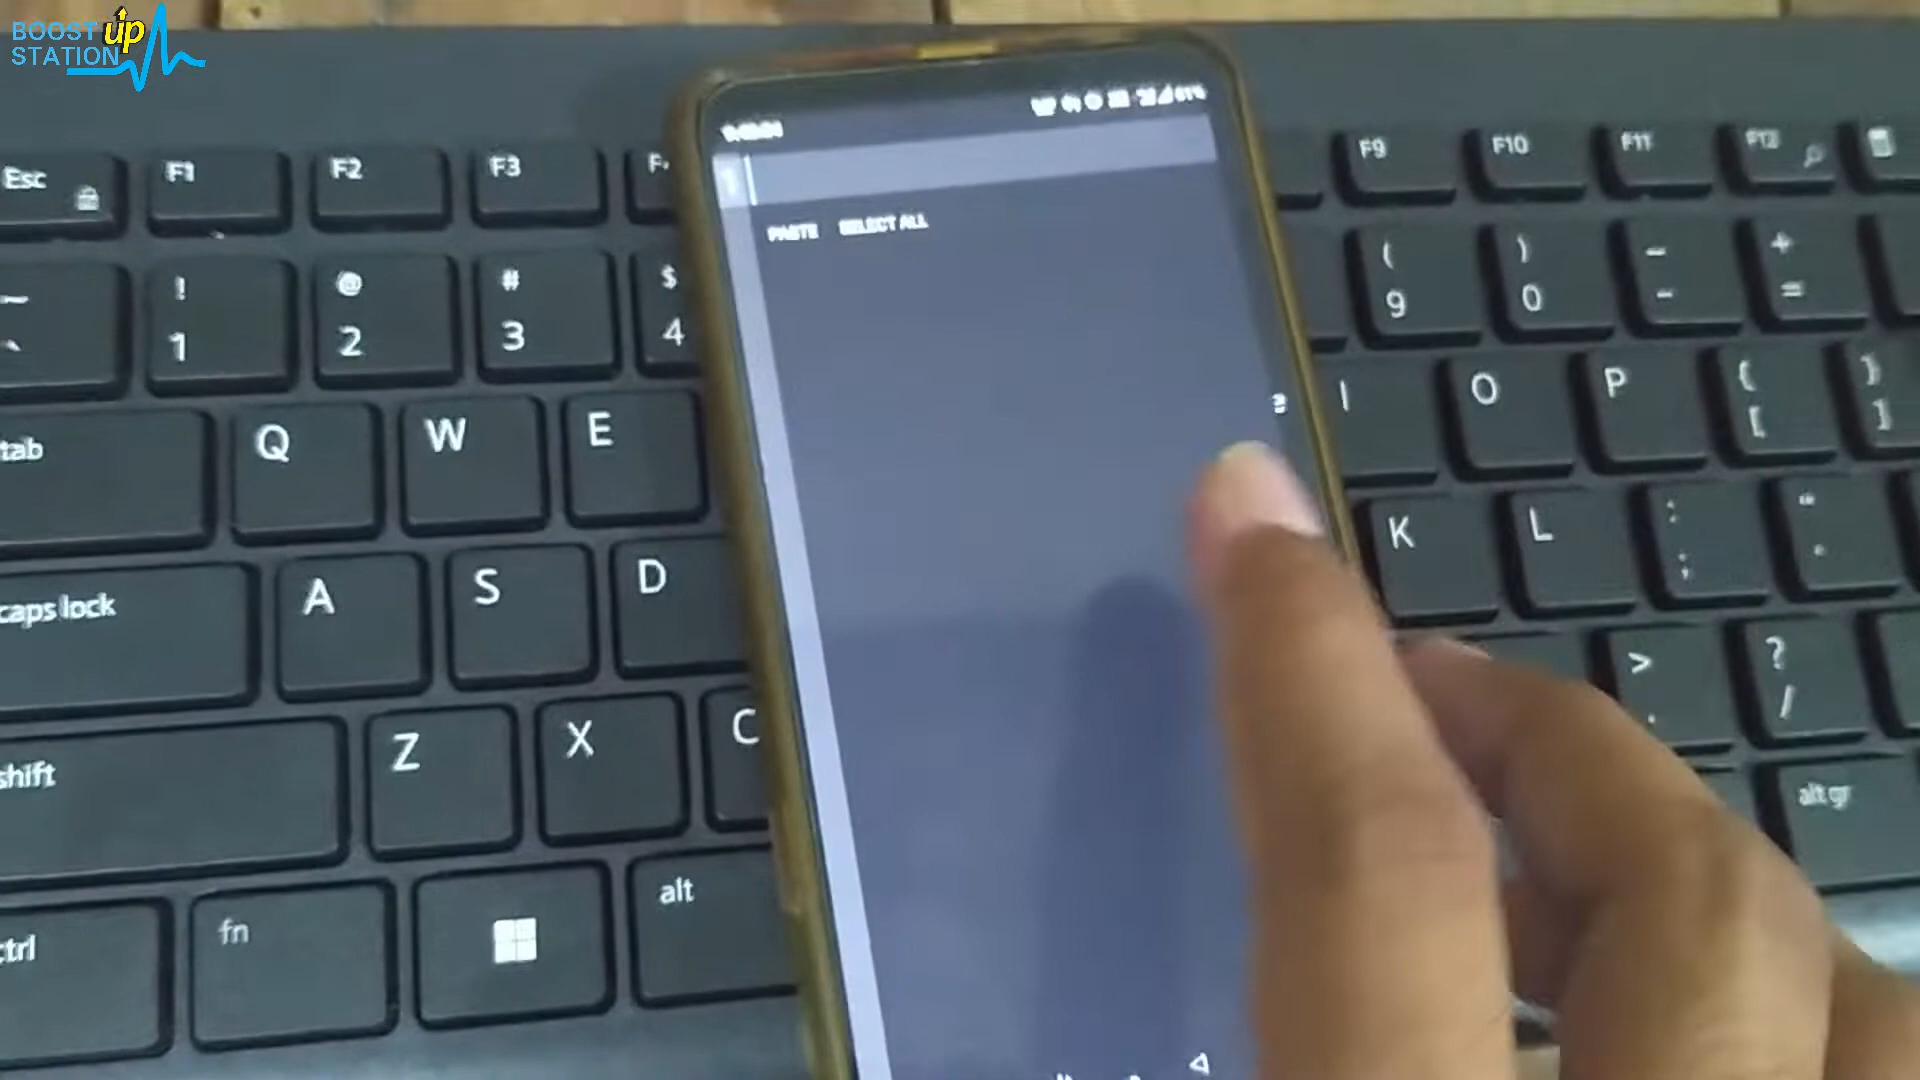 BOOST UP
STATION
Esc F1 F2 F3 F9 F10 F11 F12
~ ! @ # $ ( ) – +
` 1 2 3 4 9 0 - =
tab Q W E I O P { }
[ ]
caps lock A S D K L : "
; '
shift Z X C > ?
. /
ctrl fn alt alt gr
1
PASTE SELECT ALL